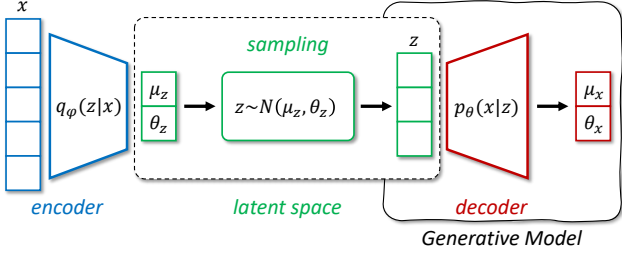 x
sampling
z
q_φ(z|x)
μ_z
θ_z
z~N(μ_z, θ_z)
p_θ(x|z)
μ_x
θ_x
encoder
latent space
decoder
Generative Model